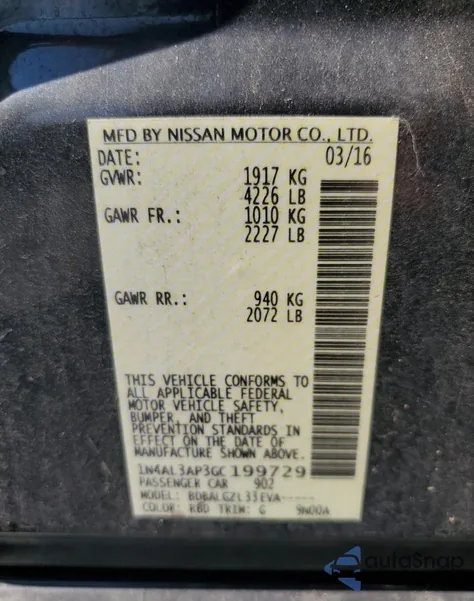 MFD BY NISSAN MOTOR CO., LTD.
DATE: 03/16
GVWR: 1917 KG
4226 LB
GAWR FR.: 1010 KG
2227 LB
GAWR RR.: 940 KG
2072 LB
THIS VEHICLE CONFORMS TO
ALL APPLICABLE FEDERAL
MOTOR VEHICLE SAFETY,
BUMPER, AND THEFT
PREVENTION STANDARDS IN
EFFECT ON THE DATE OF
MANUFACTURE SHOWN ABOVE.
1N4AL3AP3GC199729
PASSENGER CAR 902
MODEL: BDBALGZL33EVA-----
COLOR: RBD TRIM: G 9N00A
autoSnap